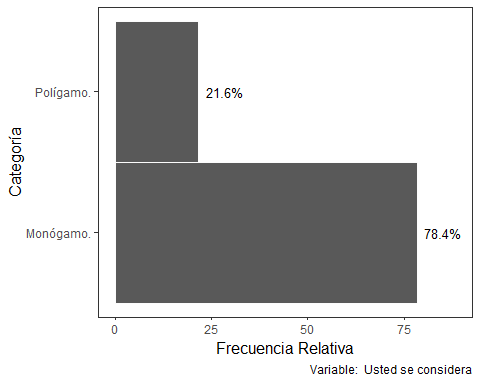 Polígamo.
21.6%
Categoría
Monógamo.
78.4%
0 25 50 75
Frecuencia Relativa
Variable: Usted se considera